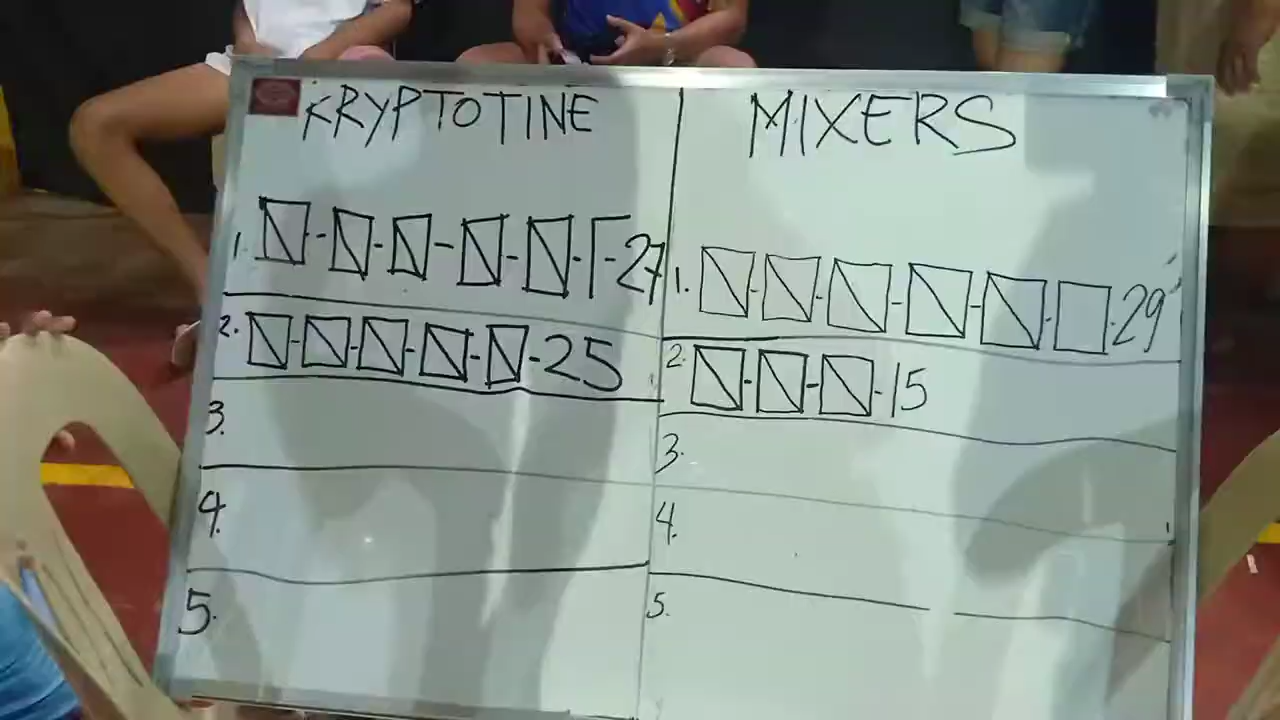 KRYPTOTINE
1. - - - - - - 27
2. - - - - - 25
3.
4.
5.
MIXERS
1. - - - - - - 29
2. - - - 15
3.
4.
5.